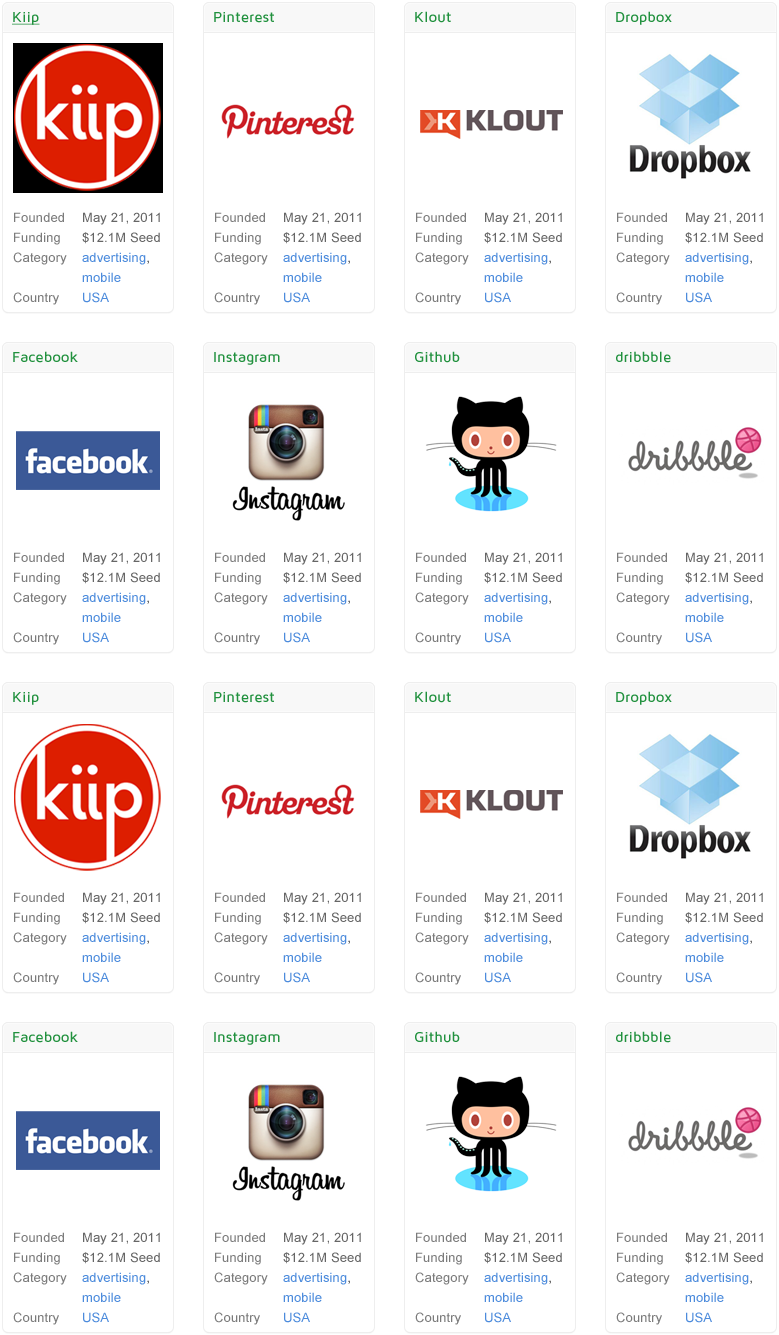 Kiip
kiip
Founded May 21, 2011
Funding $12.1M Seed
Category advertising,
mobile
Country USA
Pinterest
Pinterest
Founded May 21, 2011
Funding $12.1M Seed
Category advertising,
mobile
Country USA
Klout
K KLOUT
Founded May 21, 2011
Funding $12.1M Seed
Category advertising,
mobile
Country USA
Dropbox
Dropbox
Founded May 21, 2011
Funding $12.1M Seed
Category advertising,
mobile
Country USA
Facebook
facebook
Founded May 21, 2011
Funding $12.1M Seed
Category advertising,
mobile
Country USA
Instagram
Insta
Instagram
Founded May 21, 2011
Funding $12.1M Seed
Category advertising,
mobile
Country USA
Github
Founded May 21, 2011
Funding $12.1M Seed
Category advertising,
mobile
Country USA
dribbble
dribbble
Founded May 21, 2011
Funding $12.1M Seed
Category advertising,
mobile
Country USA
Kiip
kiip
Founded May 21, 2011
Funding $12.1M Seed
Category advertising,
mobile
Country USA
Pinterest
Pinterest
Founded May 21, 2011
Funding $12.1M Seed
Category advertising,
mobile
Country USA
Klout
K KLOUT
Founded May 21, 2011
Funding $12.1M Seed
Category advertising,
mobile
Country USA
Dropbox
Dropbox
Founded May 21, 2011
Funding $12.1M Seed
Category advertising,
mobile
Country USA
Facebook
facebook
Founded May 21, 2011
Funding $12.1M Seed
Category advertising,
mobile
Country USA
Instagram
Insta
Instagram
Founded May 21, 2011
Funding $12.1M Seed
Category advertising,
mobile
Country USA
Github
Founded May 21, 2011
Funding $12.1M Seed
Category advertising,
mobile
Country USA
dribbble
dribbble
Founded May 21, 2011
Funding $12.1M Seed
Category advertising,
mobile
Country USA